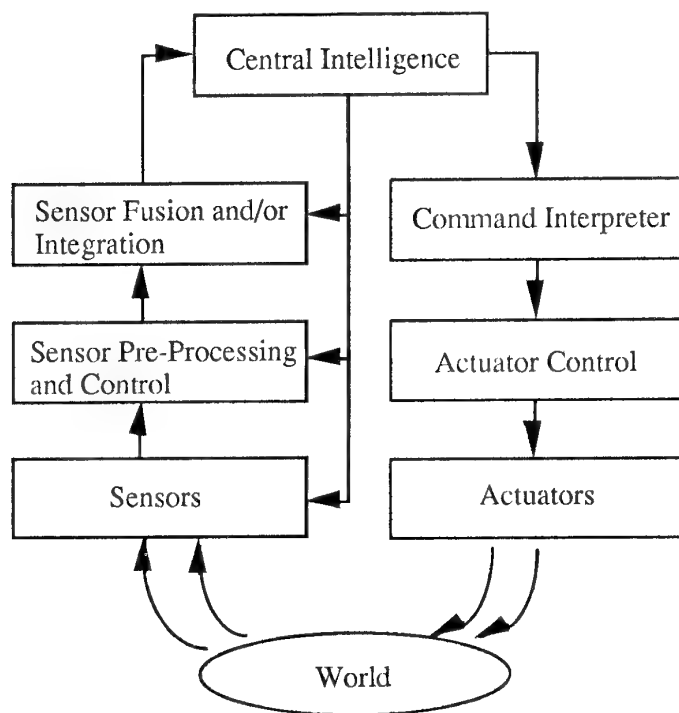 Central Intelligence
Sensor Fusion and/or
Integration
Command Interpreter
Sensor Pre-Processing
and Control
Actuator Control
Sensors
Actuators
World